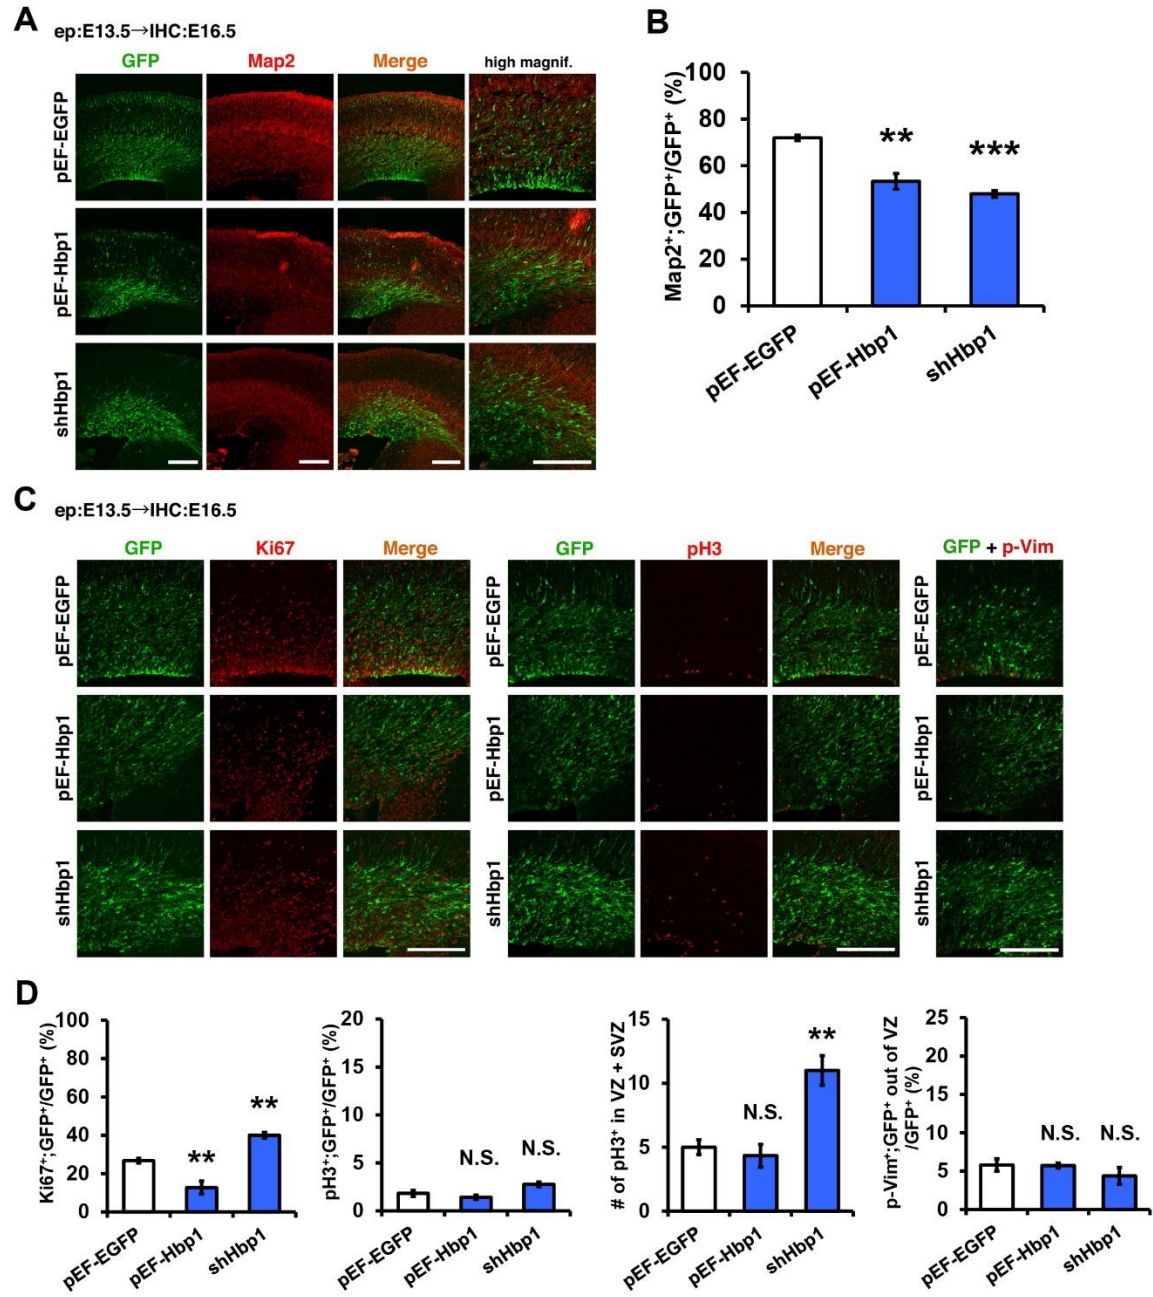 A
ep:E13.5→IHC:E16.5
GFP
Map2
Merge
high magnif.
pEF-EGFP
pEF-Hbp1
shHbp1
B
Map2⁺;GFP⁺/GFP⁺ (%)
100
80
60
40
20
0
**
***
pEF-EGFP
pEF-Hbp1
shHbp1
C
ep:E13.5→IHC:E16.5
GFP
Ki67
Merge
GFP
pH3
Merge
GFP + p-Vim
pEF-EGFP
pEF-Hbp1
shHbp1
pEF-EGFP
pEF-Hbp1
shHbp1
pEF-EGFP
pEF-Hbp1
shHbp1
D
Ki67⁺;GFP⁺/GFP⁺ (%)
100
80
60
40
20
0
**
**
pEF-EGFP
pEF-Hbp1
shHbp1
pH3⁺;GFP⁺/GFP⁺ (%)
20
15
10
5
0
N.S.
N.S.
pEF-EGFP
pEF-Hbp1
shHbp1
# of pH3⁺ in VZ + SVZ
15
10
5
0
N.S.
**
pEF-EGFP
pEF-Hbp1
shHbp1
p-Vim⁺;GFP⁺ out of VZ
/GFP⁺ (%)
25
20
15
10
5
0
N.S.
N.S.
pEF-EGFP
pEF-Hbp1
shHbp1